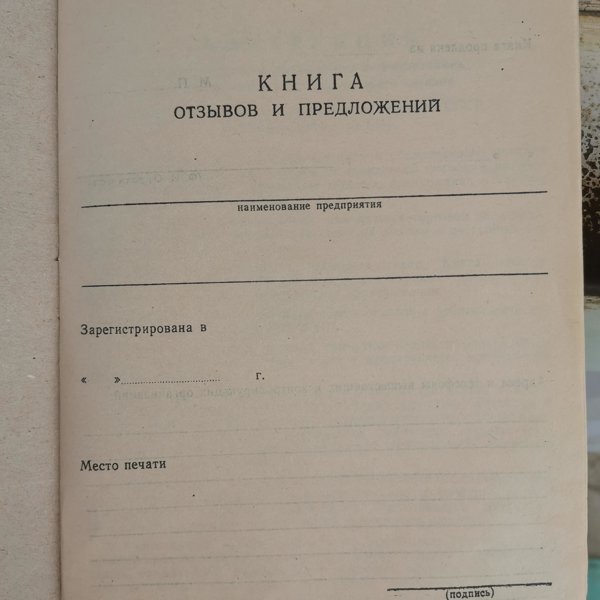 КНИГА
ОТЗЫВОВ И ПРЕДЛОЖЕНИЙ
наименование предприятия
Зарегистрирована в
« » г.
Место печати
(подпись)